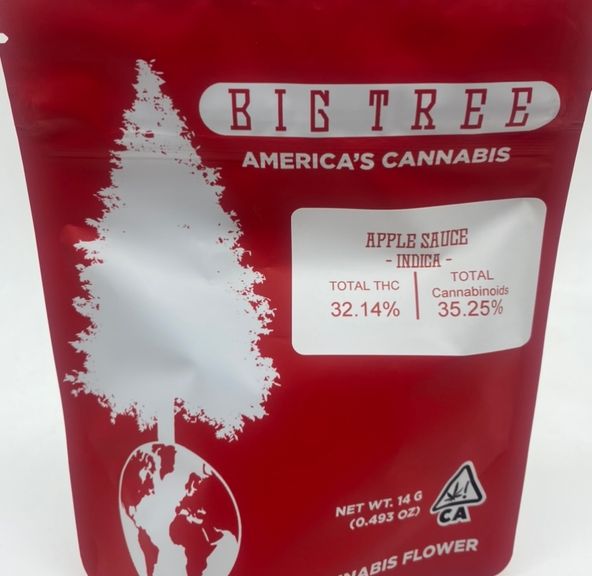 BIG TREE
AMERICA'S CANNABIS
APPLE SAUCE
- INDICA -
TOTAL THC
32.14%
TOTAL
Cannabinoids
35.25%
NET WT. 14 G
(0.493 OZ)
CA
FLOWER